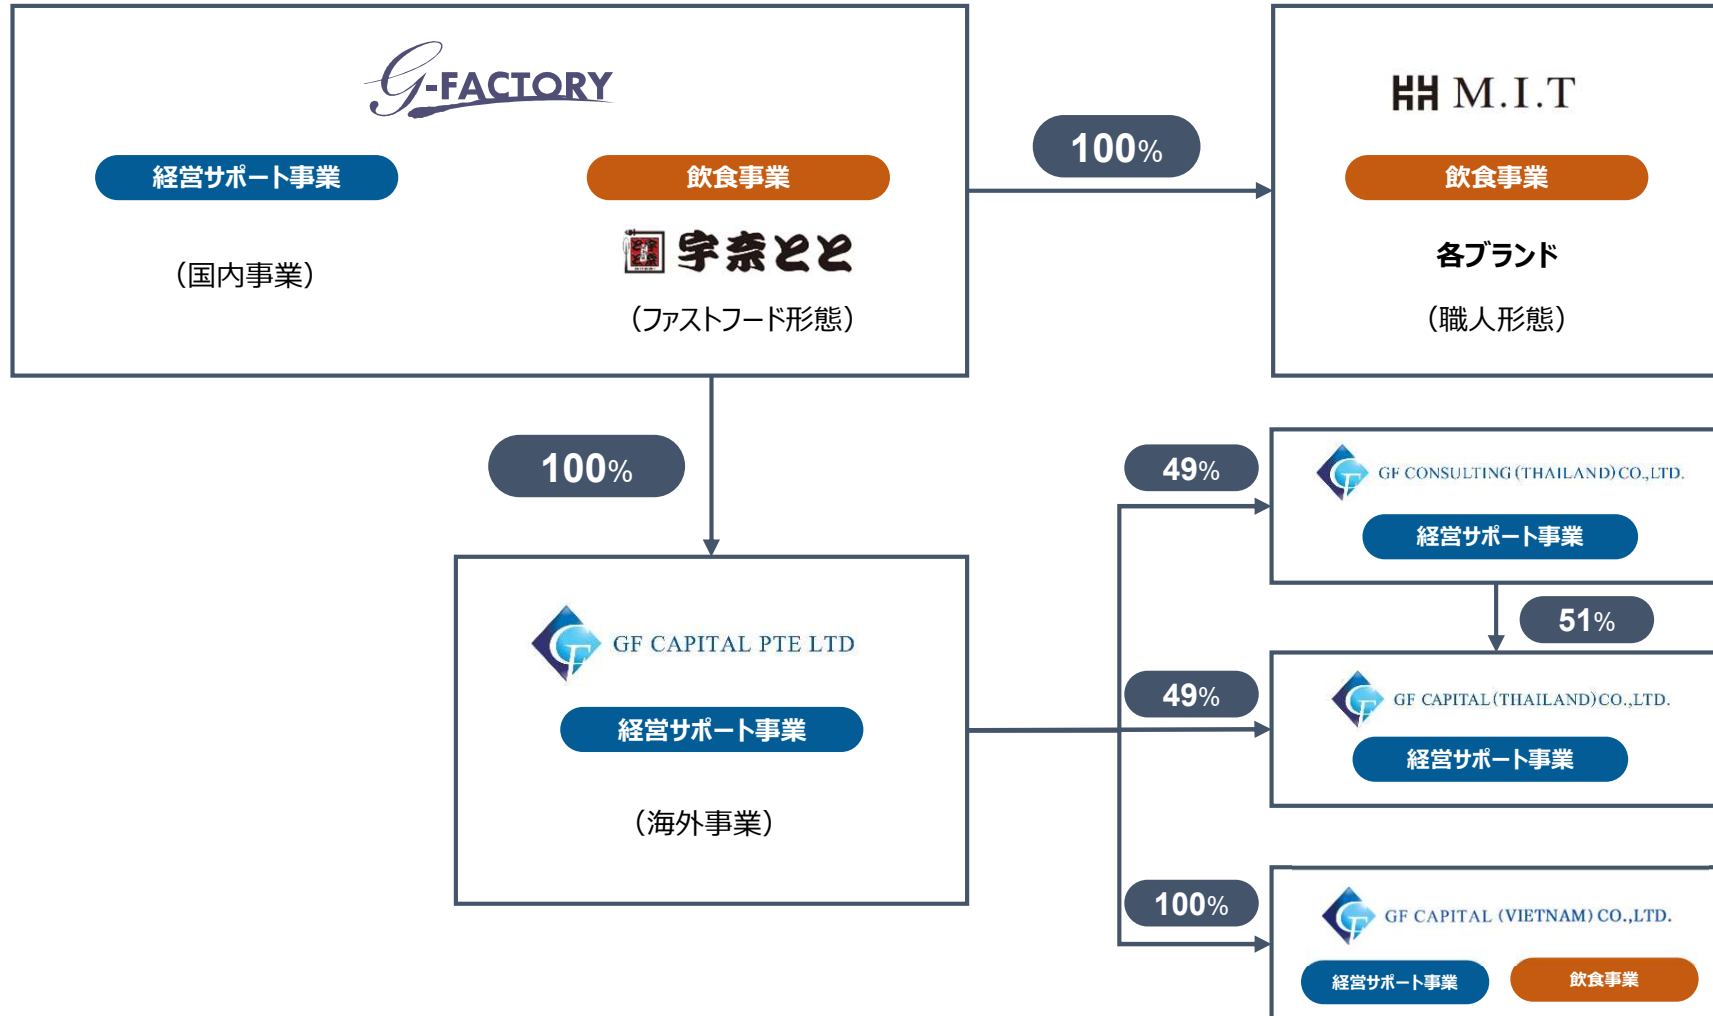 G-FACTORY
経営サポート事業
飲食事業
(国内事業)
宇奈とと
(ファストフード形態)
100%
HH M.I.T
飲食事業
各ブランド
(職人形態)
100%
GF CAPITAL PTE LTD
経営サポート事業
(海外事業)
49%
GF CONSULTING (THAILAND) CO.,LTD.
経営サポート事業
51%
49%
GF CAPITAL (THAILAND) CO.,LTD.
経営サポート事業
100%
GF CAPITAL (VIETNAM) CO.,LTD.
経営サポート事業
飲食事業